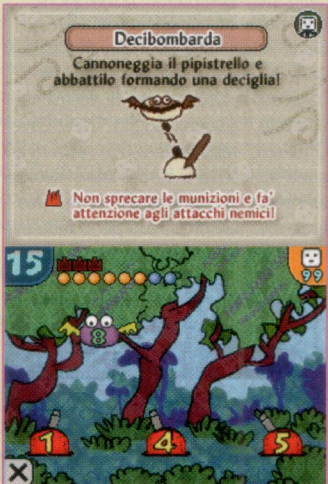 Decibombarda
Cannoneggia il pipistrello e
abbattilo formando una deciglia!
Non sprecare le munizioni e fa'
attenzione agli attacchi nemici!
15
99
8
1
4
5